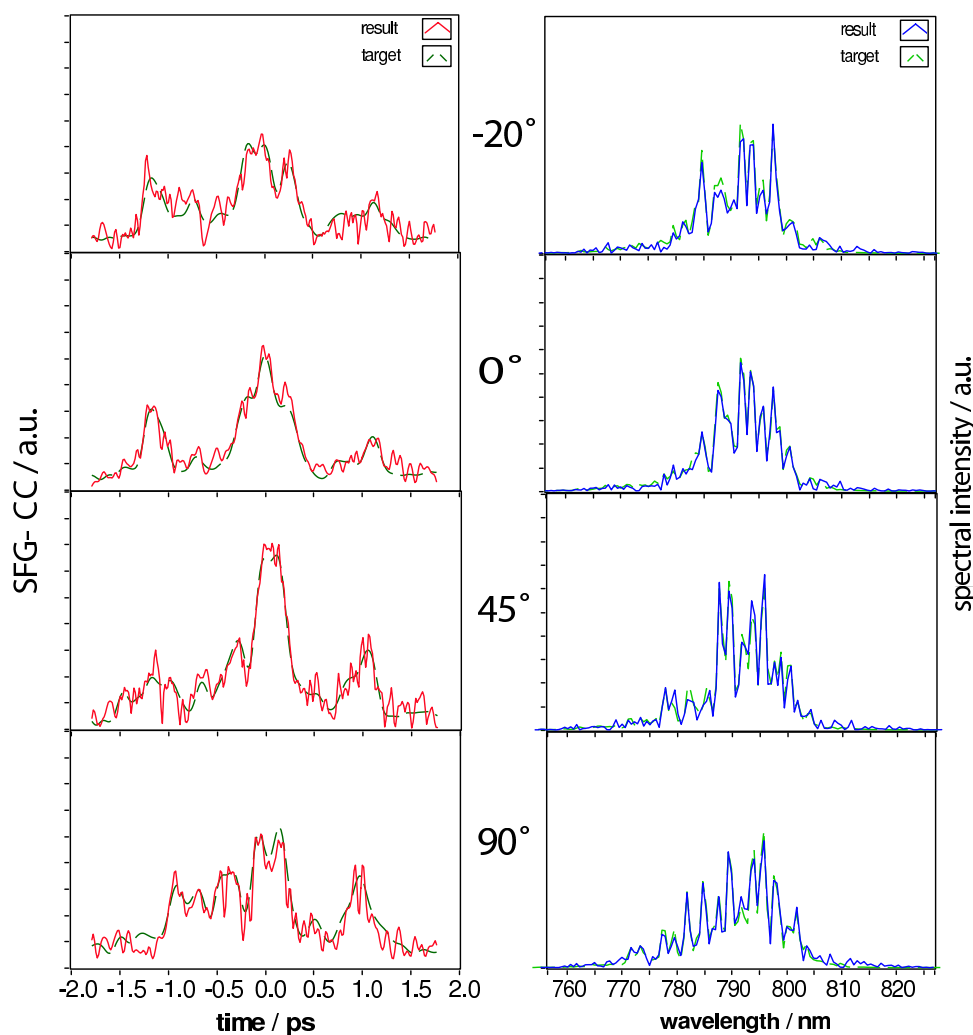 result
target
result
target
-20°
0°
45°
90°
SFG- CC / a.u.
spectral intensity / a.u.
-2.0 -1.5 -1.0 -0.5 0.0 0.5 1.0 1.5 2.0
760 770 780 790 800 810 820
time / ps
wavelength / nm